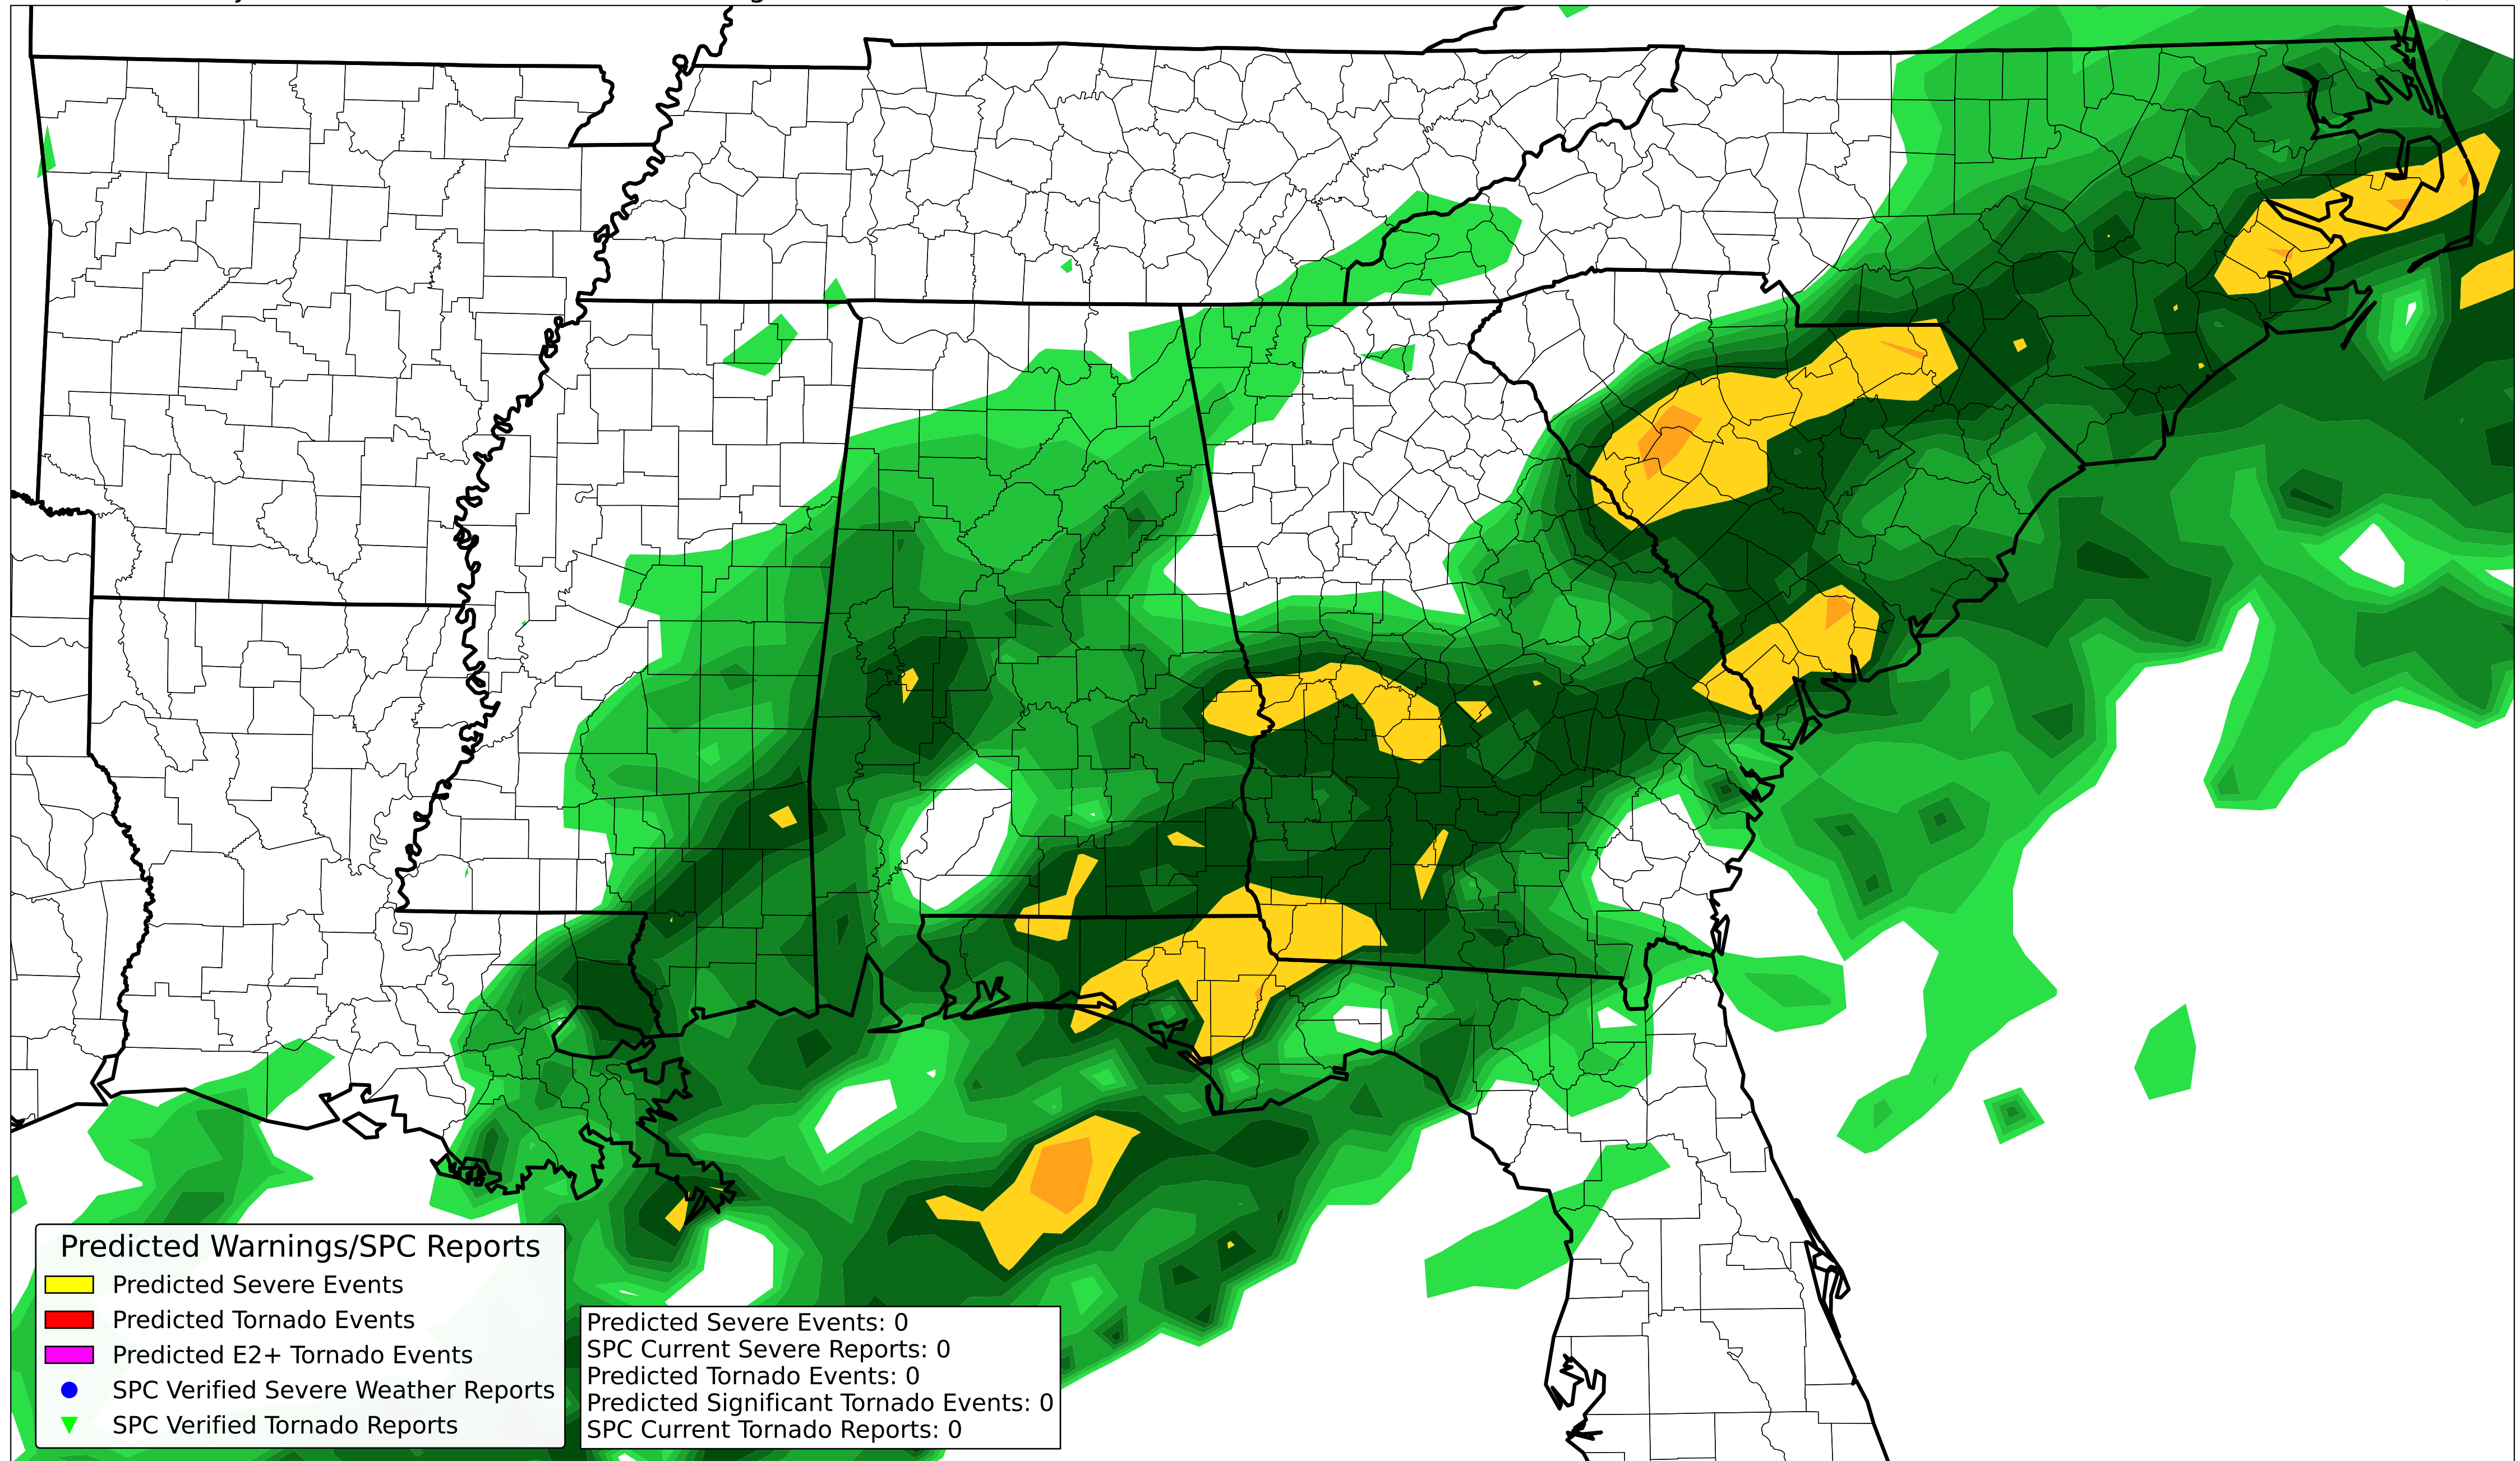 Predicted Warnings/SPC Reports
Predicted Severe Events
Predicted Tornado Events
Predicted E2+ Tornado Events
SPC Verified Severe Weather Reports
SPC Verified Tornado Reports
Predicted Severe Events: 0
SPC Current Severe Reports: 0
Predicted Tornado Events: 0
Predicted Significant Tornado Events: 0
SPC Current Tornado Reports: 0